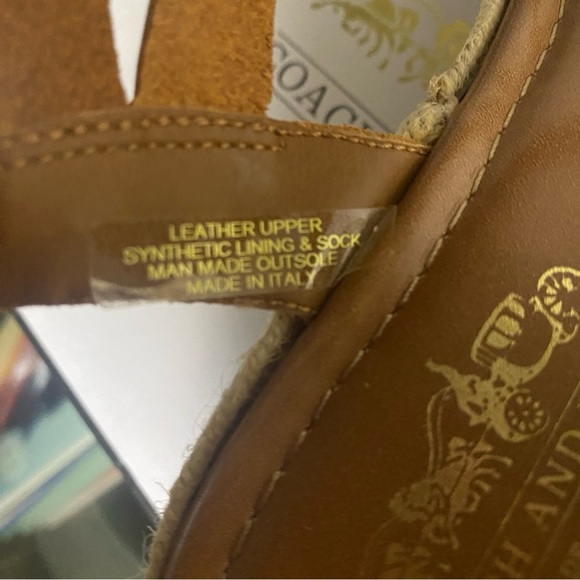 COACH
LEATHER UPPER
SYNTHETIC LINING & SOCK
MAN MADE OUTSOLE
MADE IN ITALY
H AND